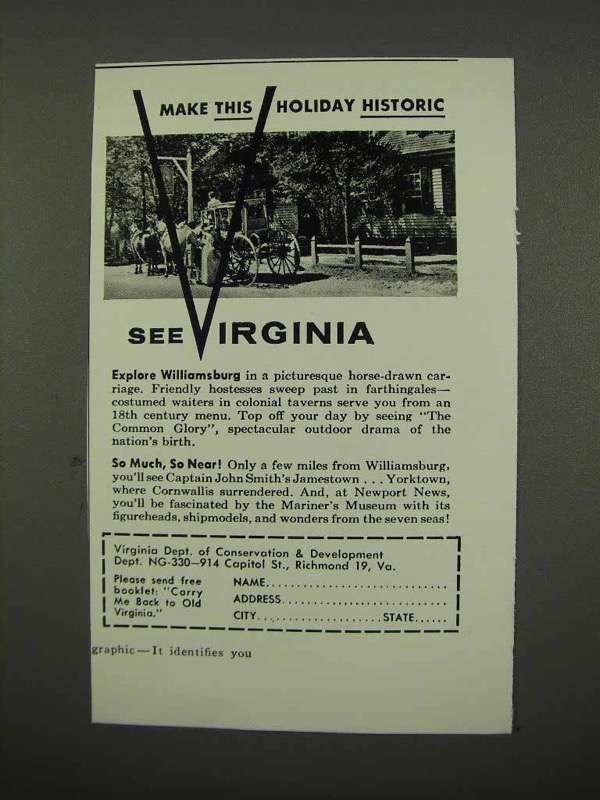 MAKE THIS HOLIDAY HISTORIC
SEE VIRGINIA
Explore Williamsburg in a picturesque horse-drawn car-
riage. Friendly hostesses sweep past in farthingales—
costumed waiters in colonial taverns serve you from an
18th century menu. Top off your day by seeing "The
Common Glory", spectacular outdoor drama of the
nation's birth.
So Much, So Near! Only a few miles from Williamsburg,
you'll see Captain John Smith's Jamestown . . . Yorktown,
where Cornwallis surrendered. And, at Newport News,
you'll be fascinated by the Mariner's Museum with its
figureheads, shipmodels, and wonders from the seven seas!
Virginia Dept. of Conservation & Development
Dept. NG-330—914 Capitol St., Richmond 19, Va.
Please send free
booklet: "Carry
Me Back to Old
Virginia."
NAME
ADDRESS
CITY STATE
graphic—It identifies you